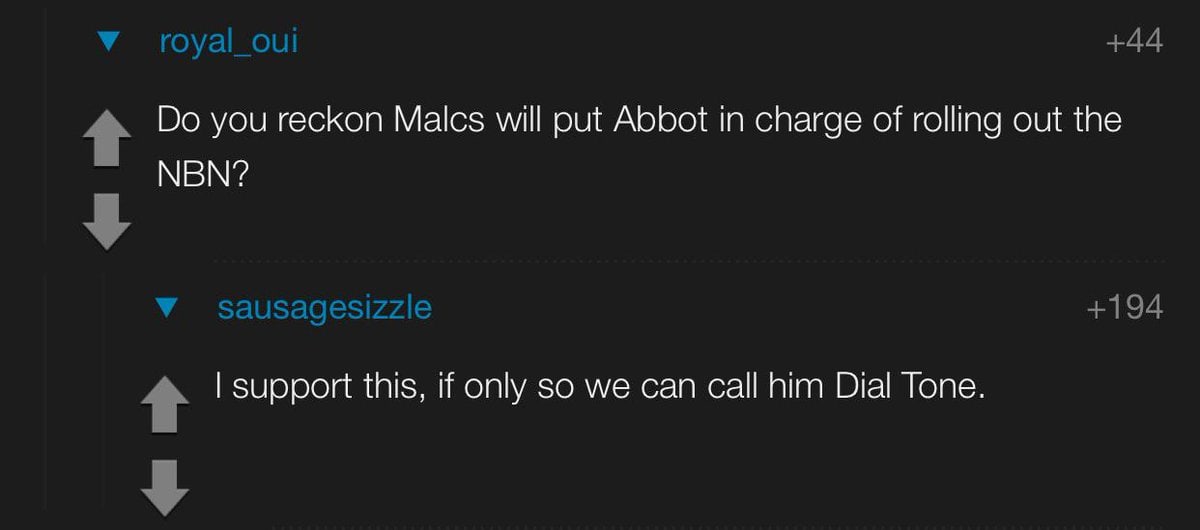 royal_oui
+44
Do you reckon Malcs will put Abbot in charge of rolling out the
NBN?
sausagesizzle
+194
I support this, if only so we can call him Dial Tone.